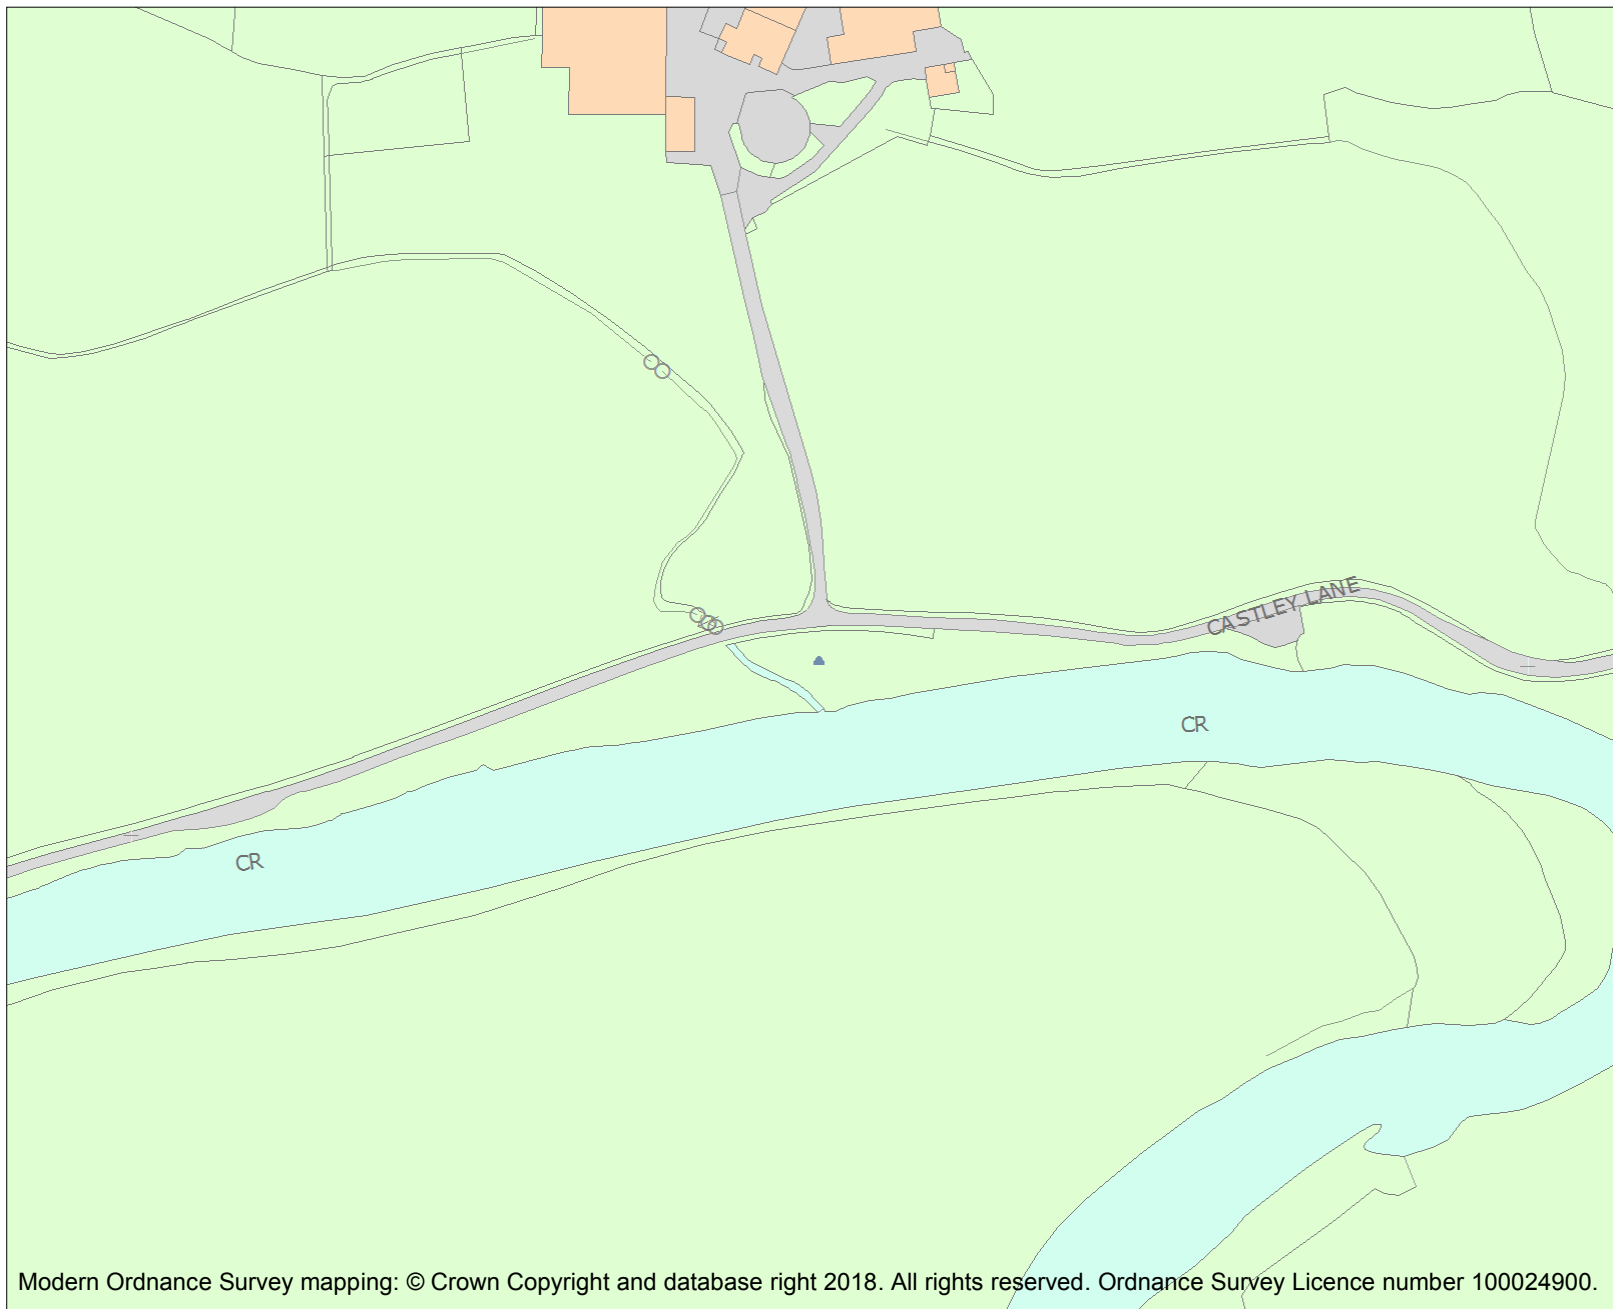 CASTLEY LANE
CR
CR
Modern Ordnance Survey mapping: © Crown Copyright and database right 2018. All rights reserved. Ordnance Survey Licence number 100024900.